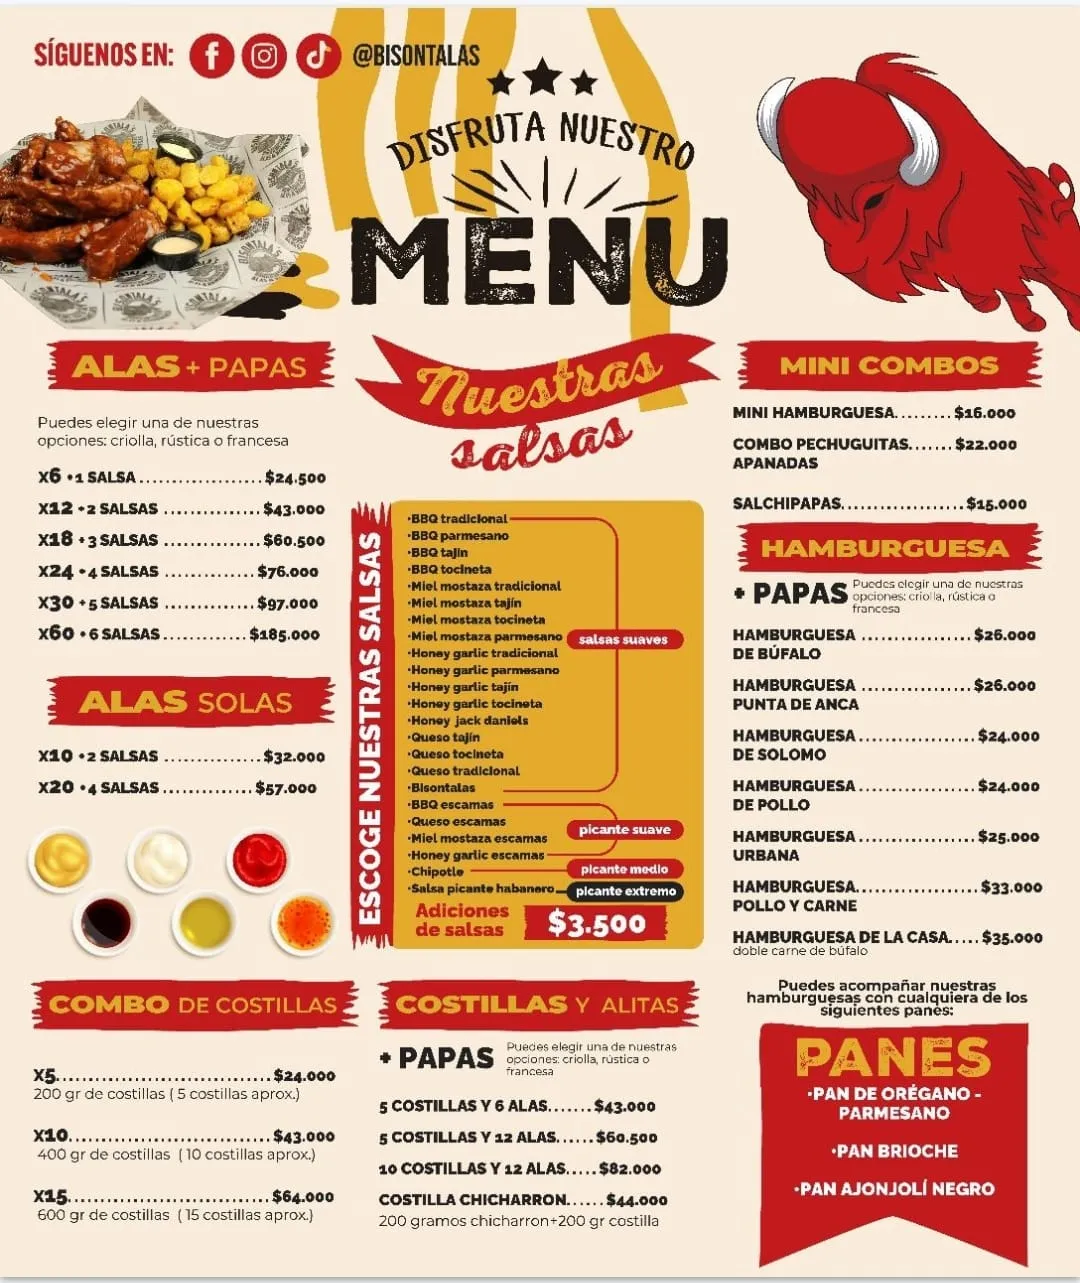 SÍGUENOS EN: @BISONTALAS
DISFRUTA NUESTRO
MENU
ALAS + PAPAS
Puedes elegir una de nuestras
opciones: criolla, rústica o francesa
X6 +1 SALSA................... $24.500
X12 +2 SALSAS ............... $43.000
X18 +3 SALSAS ............... $60.500
X24 +4 SALSAS .............. $76.000
X30 +5 SALSAS .............. $97.000
X60 +6 SALSAS............. $185.000
ALAS SOLAS
X10 +2 SALSAS ............... $32.000
X20 +4 SALSAS.............. $57.000
Nuestras
salsas
ESCOGE NUESTRAS SALSAS
•BBQ tradicional
•BBQ parmesano
•BBQ tajín
•BBQ tocineta
•Miel mostaza tradicional
•Miel mostaza tajín
•Miel mostaza tocineta
•Miel mostaza parmesano
salsas suaves
•Honey garlic tradicional
•Honey garlic parmesano
•Honey garlic tajín
•Honey garlic tocineta
•Honey jack daniels
•Queso tajín
•Queso tocineta
•Queso tradicional
•Bisontalas
•BBQ escamas
•Queso escamas
picante suave
•Miel mostaza escamas
•Honey garlic escamas
•Chipotle
picante medio
•Salsa picante habanero
picante extremo
Adiciones
de salsas $3.500
MINI COMBOS
MINI HAMBURGUESA......... $16.000
COMBO PECHUGUITAS....... $22.000
APANADAS
SALCHIPAPAS................... $15.000
HAMBURGUESA
+ PAPAS
Puedes elegir una de nuestras
opciones: criolla, rústica o
francesa
HAMBURGUESA ................. $26.000
DE BÚFALO
HAMBURGUESA ................. $26.000
PUNTA DE ANCA
HAMBURGUESA.................. $24.000
DE SOLOMO
HAMBURGUESA.................. $24.000
DE POLLO
HAMBURGUESA.................. $25.000
URBANA
HAMBURGUESA.................. $33.000
POLLO Y CARNE
HAMBURGUESA DE LA CASA..... $35.000
doble carne de búfalo
Puedes acompañar nuestras
hamburguesas con cualquiera de los
siguientes panes:
PANES
•PAN DE ORÉGANO -
PARMESANO
•PAN BRIOCHE
•PAN AJONJOLÍ NEGRO
COMBO DE COSTILLAS
X5................................ $24.000
200 gr de costillas ( 5 costillas aprox.)
X10............................... $43.000
400 gr de costillas ( 10 costillas aprox.)
X15............................... $64.000
600 gr de costillas ( 15 costillas aprox.)
COSTILLAS Y ALITAS
+ PAPAS
Puedes elegir una de nuestras
opciones: criolla, rústica o
francesa
5 COSTILLAS Y 6 ALAS....... $43.000
5 COSTILLAS Y 12 ALAS...... $60.500
10 COSTILLAS Y 12 ALAS..... $82.000
COSTILLA CHICHARRON...... $44.000
200 gramos chicharron+200 gr costilla